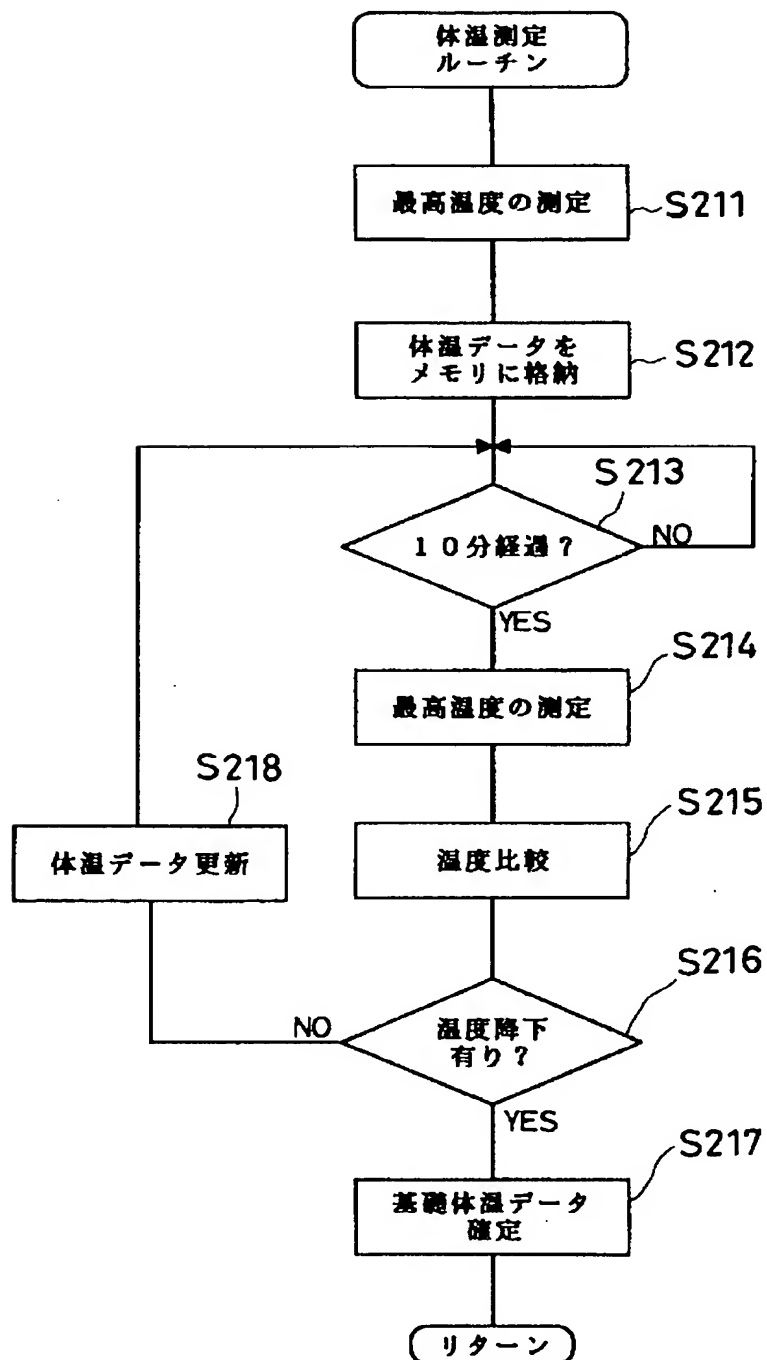 体温測定
ルーチン
最高温度の測定
S211
体温データを
メモリに格納
S212
S213
10分経過?
NO
YES
S214
最高温度の測定
S218
S215
体温データ更新
温度比較
S216
NO
温度降下
有り?
YES
S217
基礎体温データ
確定
リターン